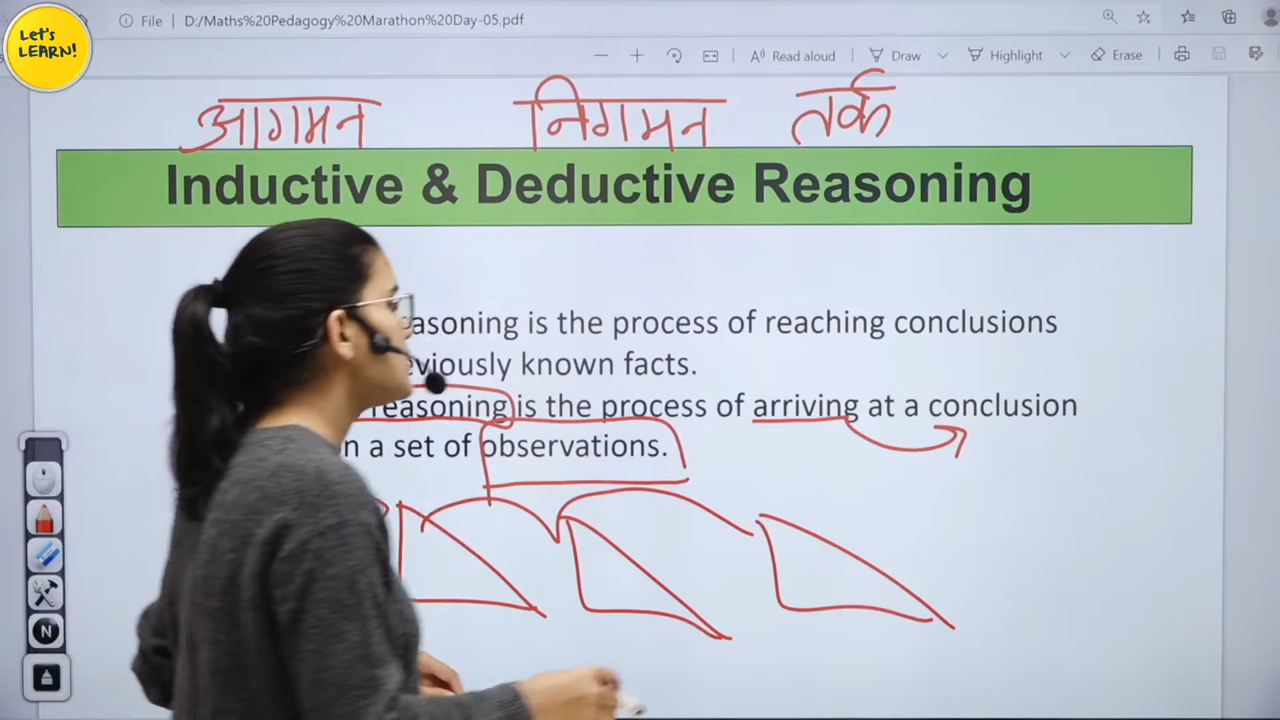 Let's
LEARN!
File D:/Maths%20Pedagogy%20Marathon%20Day-05.pdf
Read aloud Draw Highlight Erase
आगमन निगमन तर्क
Inductive & Deductive Reasoning
asoning is the process of reaching conclusions
eviously known facts.
reasoning is the process of arriving at a conclusion
n a set of observations.
N